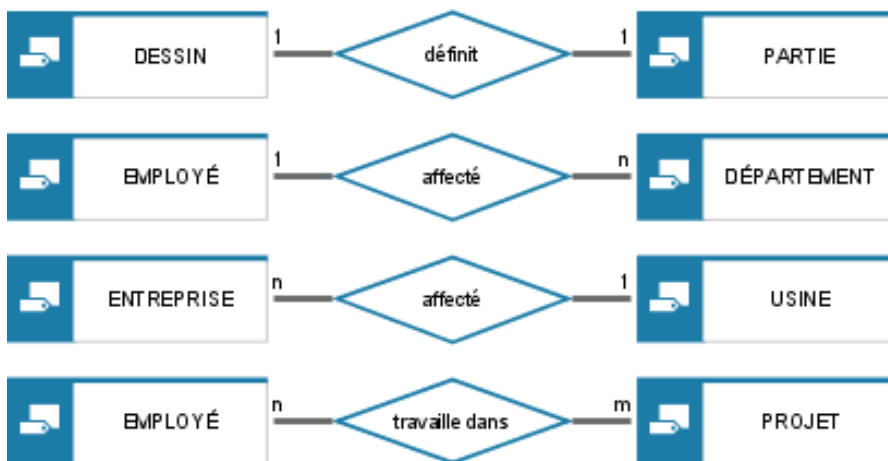 DESSIN 1 définit 1 PARTIE
EMPLOYÉ 1 affecté n DÉPARTEMENT
ENTREPRISE n affecté 1 USINE
EMPLOYÉ n travaille dans m PROJET